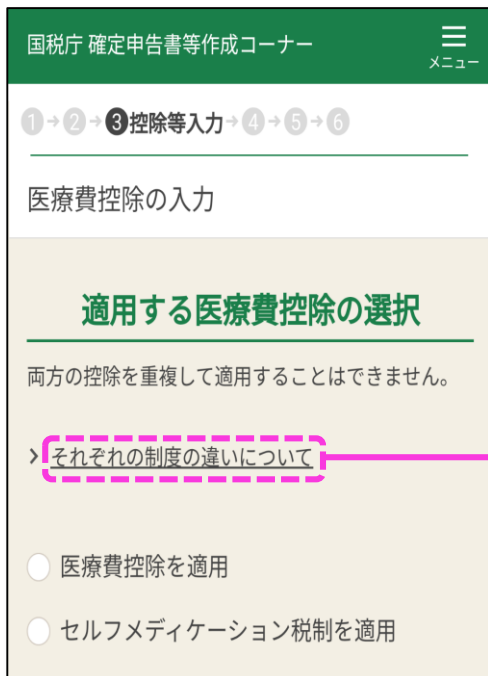 国税庁 確定申告書等作成コーナー
メニュー
1→2→3控除等入力→4→5→6
医療費控除の入力
適用する医療費控除の選択
両方の控除を重複して適用することはできません。
それぞれの制度の違いについて
医療費控除を適用
セルフメディケーション税制を適用